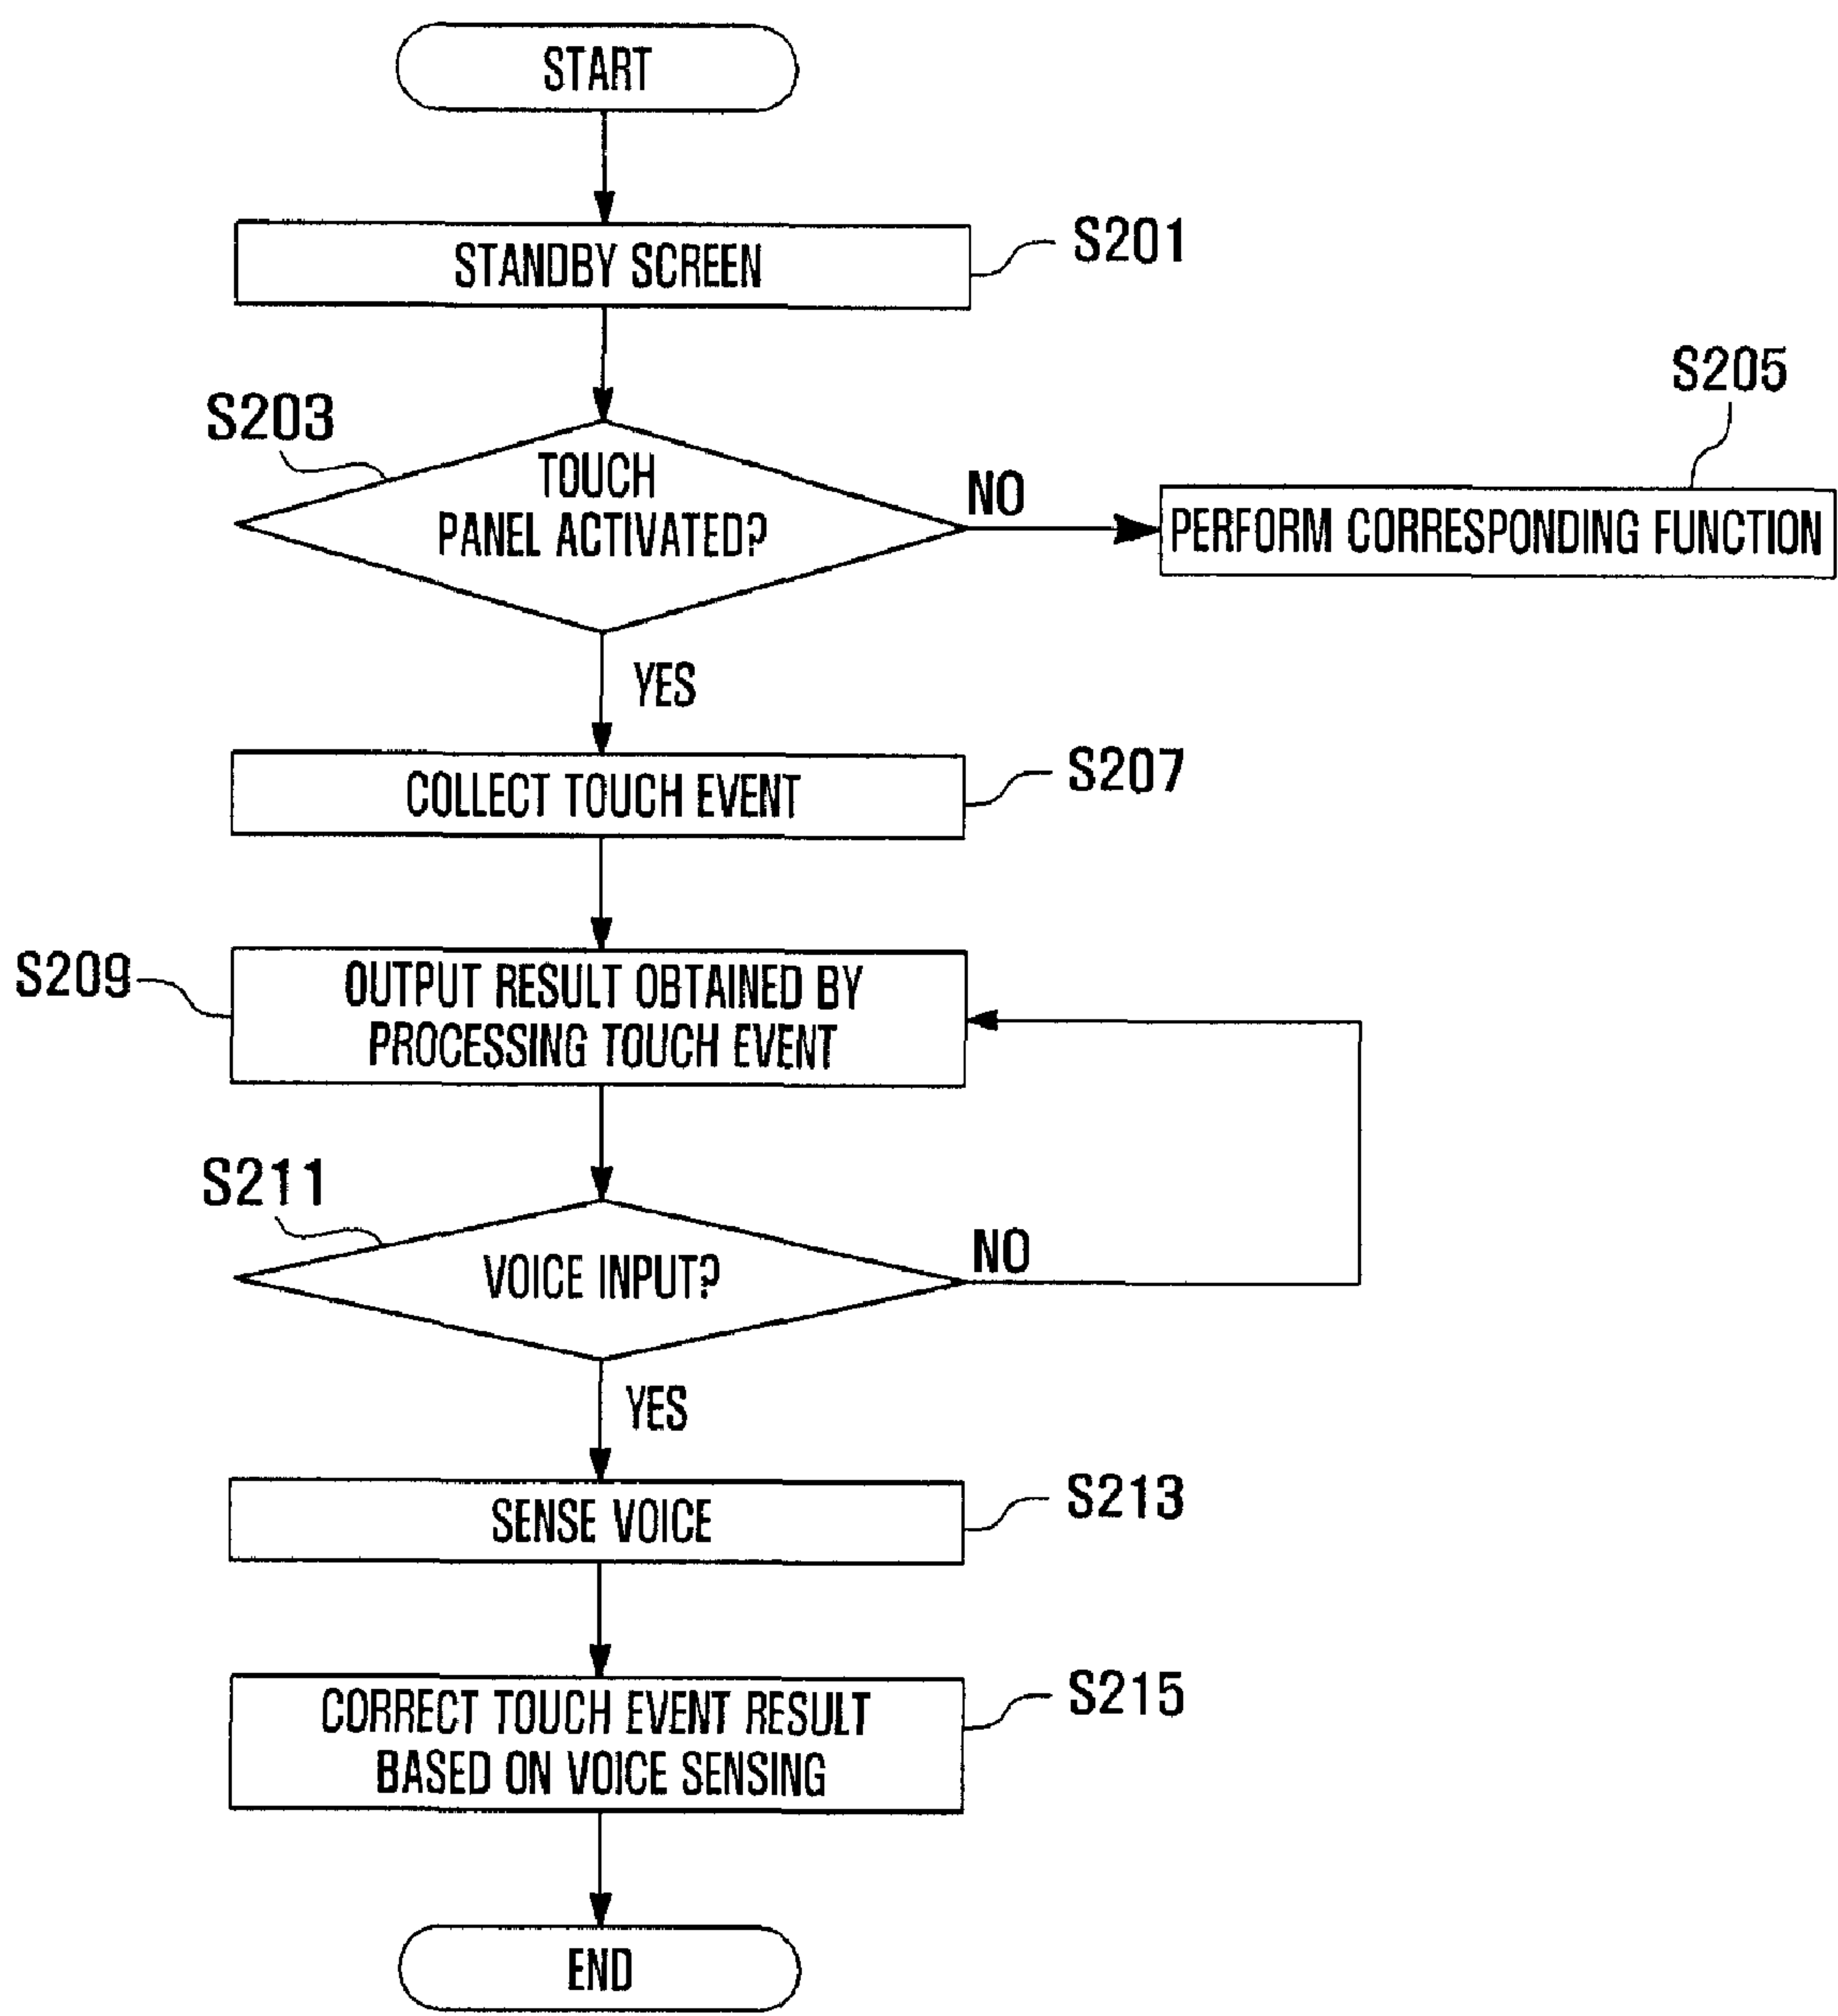 START
STANDBY SCREEN
S201
S203
TOUCH
PANEL ACTIVATED?
NO
S205
PERFORM CORRESPONDING FUNCTION
YES
COLLECT TOUCH EVENT
S207
S209
OUTPUT RESULT OBTAINED BY
PROCESSING TOUCH EVENT
S211
VOICE INPUT?
NO
YES
SENSE VOICE
S213
CORRECT TOUCH EVENT RESULT
BASED ON VOICE SENSING
S215
END